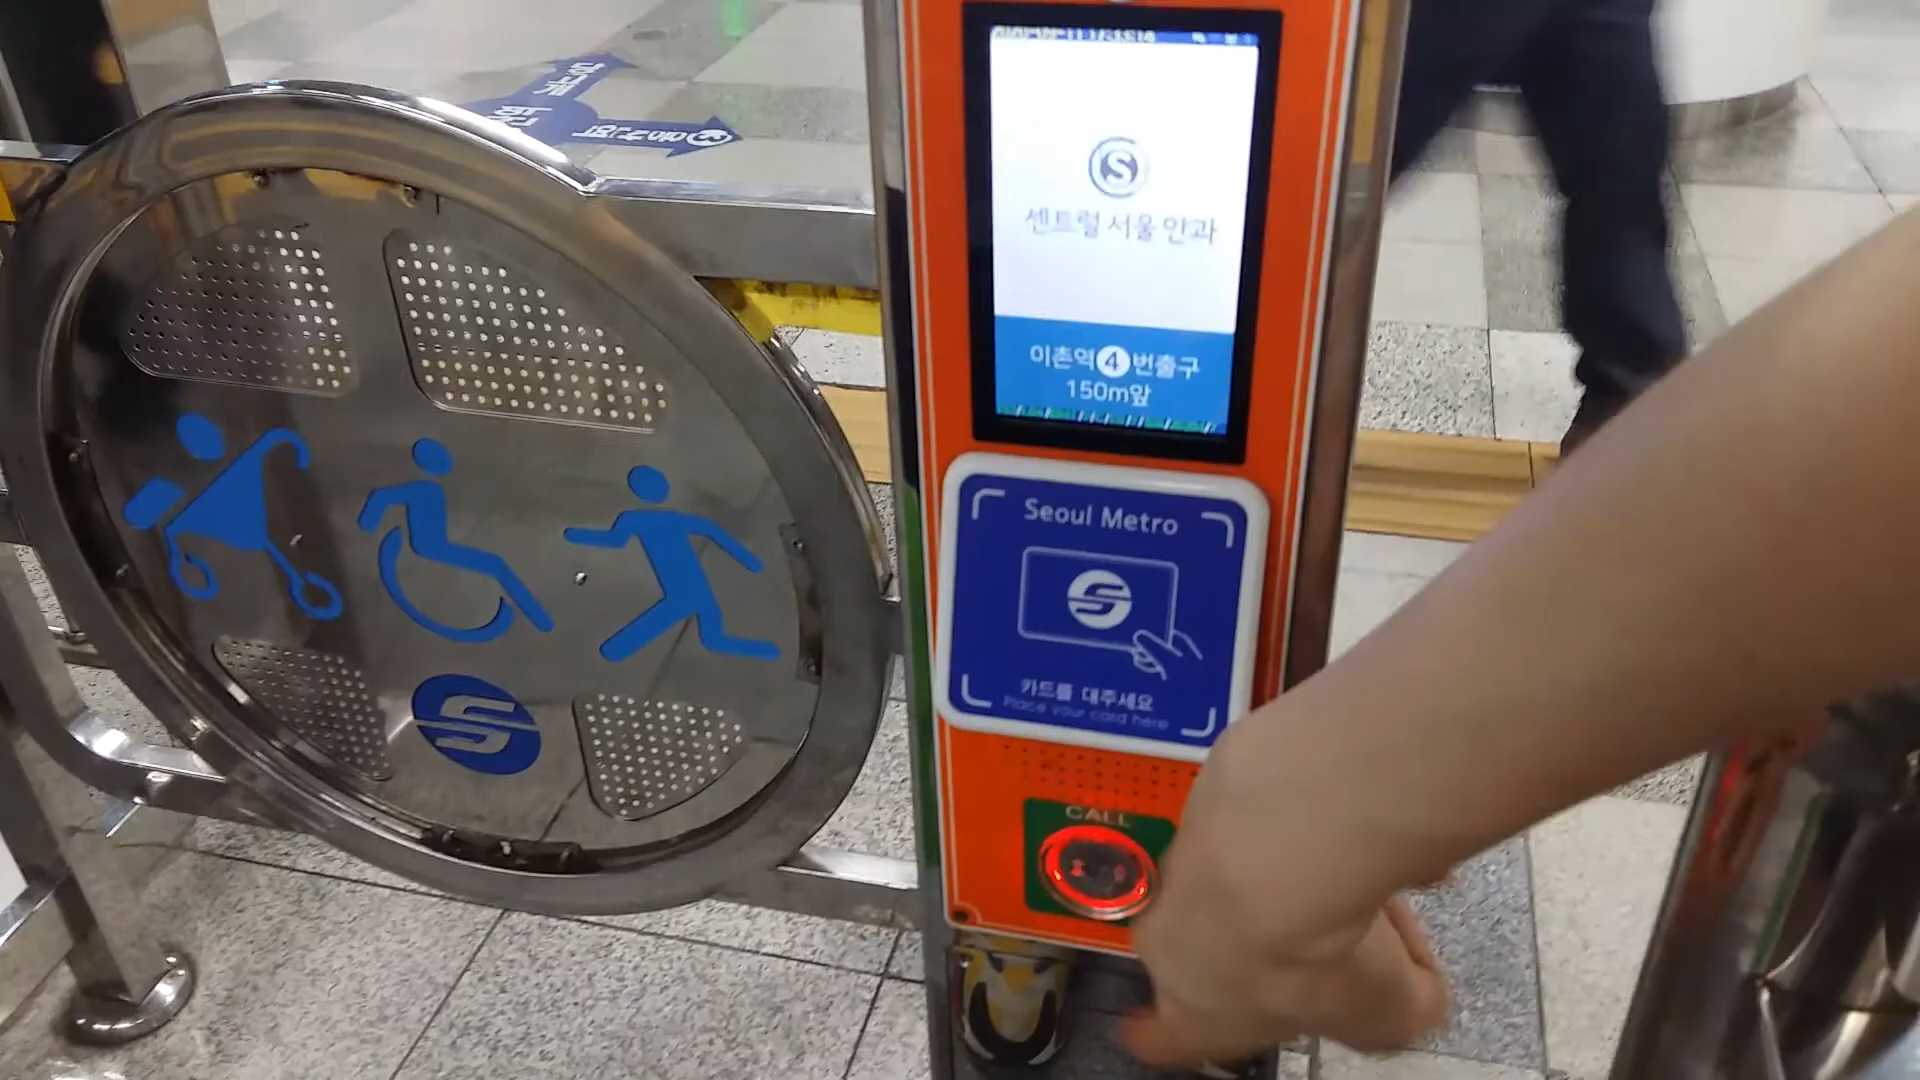 센트럴 서울 안과
이촌역 4 번출구
150m앞
Seoul Metro
카드를 대주세요
Place your card here
CALL